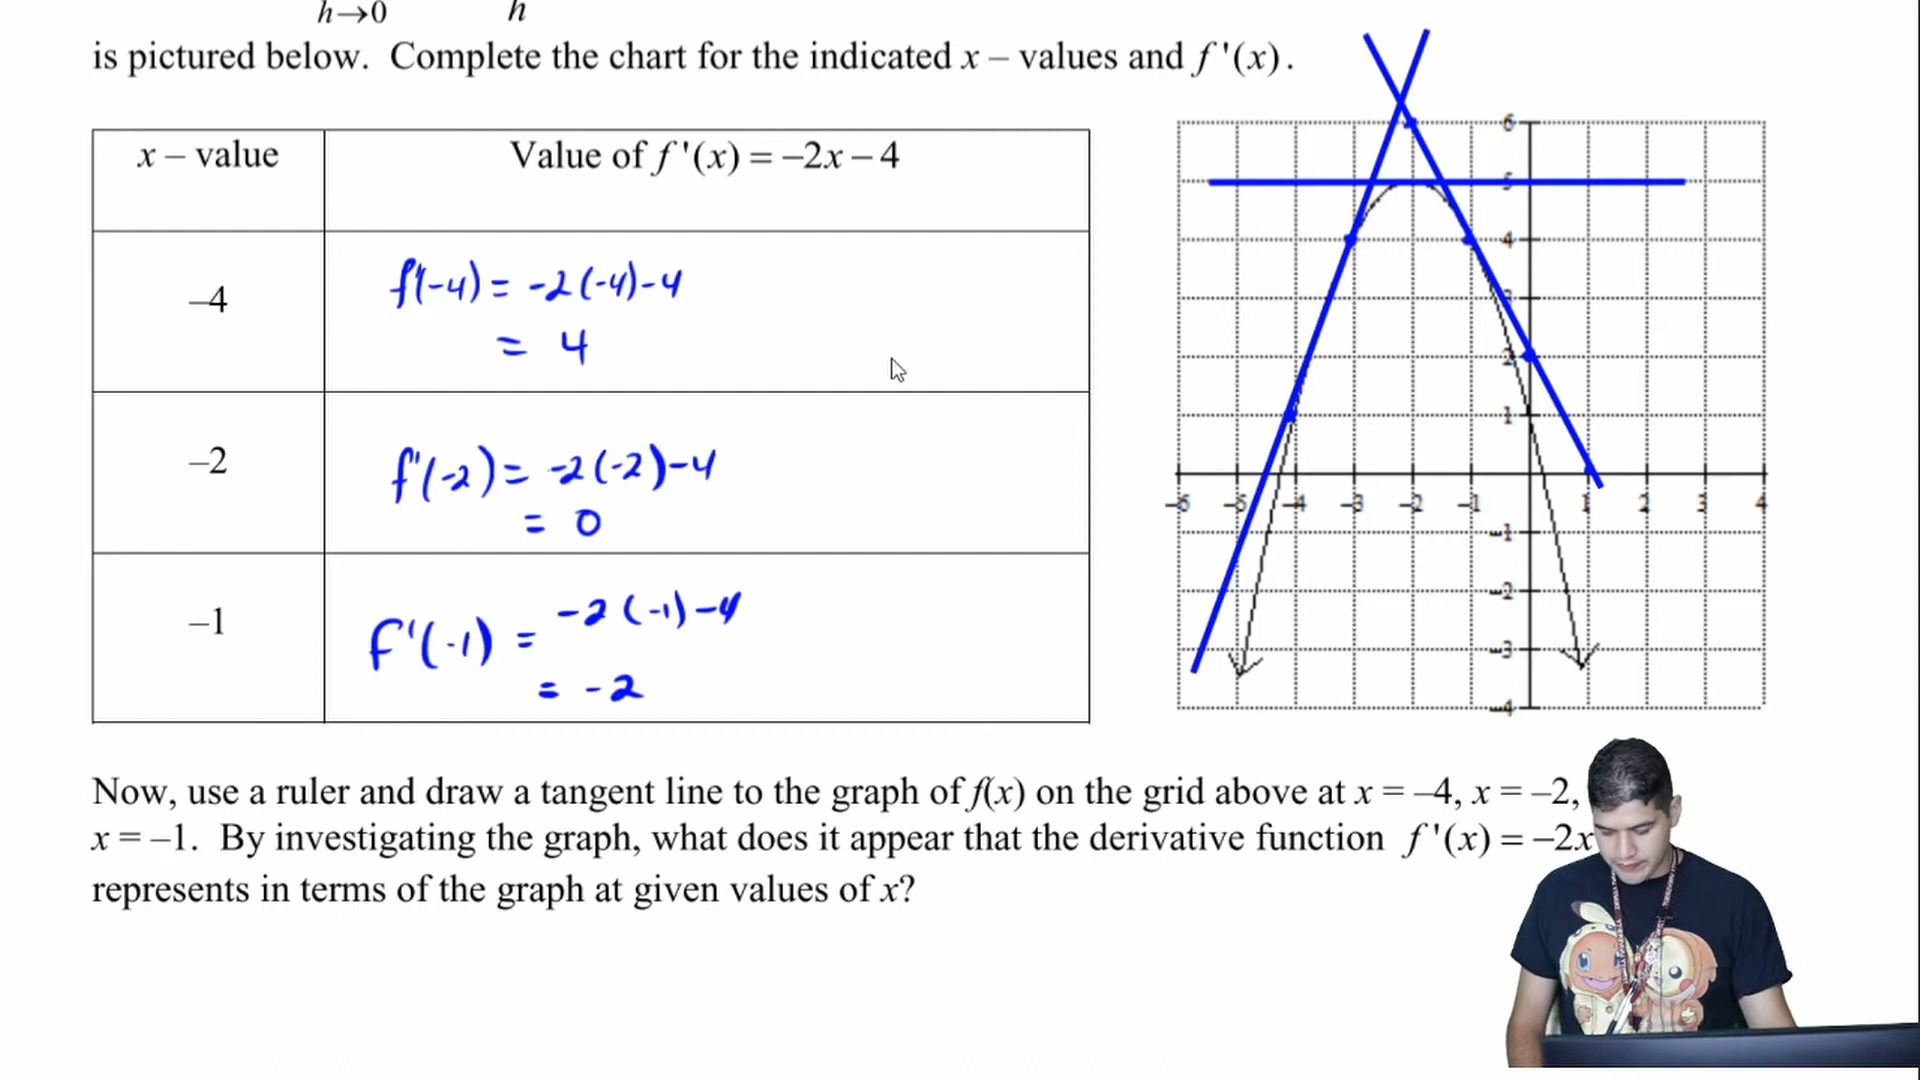 h→0 h
is pictured below. Complete the chart for the indicated x – values and f '(x).
x – value
Value of f '(x) = –2x – 4
–4
f'(-4) = -2(-4)-4
= 4
–2
f'(-2) = -2(-2)-4
= 0
–1
f'(-1) = -2(-1)-4
= -2
6
5
4
3
2
1
–6 –5 –4 –3 –2 –1 1 2 3 4
–1
–2
–3
–4
Now, use a ruler and draw a tangent line to the graph of f(x) on the grid above at x = –4, x = –2,
x = –1. By investigating the graph, what does it appear that the derivative function f '(x) = –2x
represents in terms of the graph at given values of x?